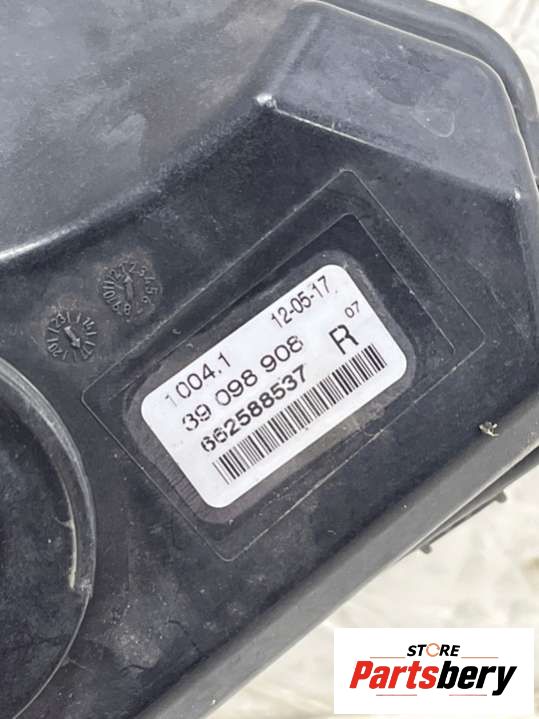 1004.1 12-05-17
39 098 908 R 07
662588537
STORE
Partsbery